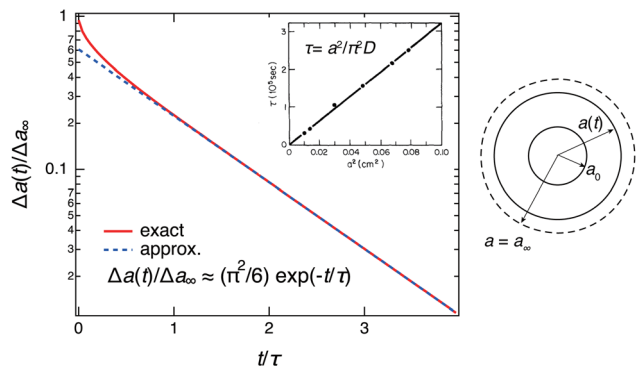 1
7
6
5
4
3
2
0.1
7
6
5
4
3
2
Δa(t)/Δa∞
0
1
2
3
t/τ
exact
approx.
Δa(t)/Δa∞ ≈ (π²/6) exp(-t/τ)
τ= a²/π²D
3
2
1
0
τ (10⁵sec)
0
0.02
0.04
0.06
0.08
0.10
a² (cm²)
a(t)
a₀
a = a∞